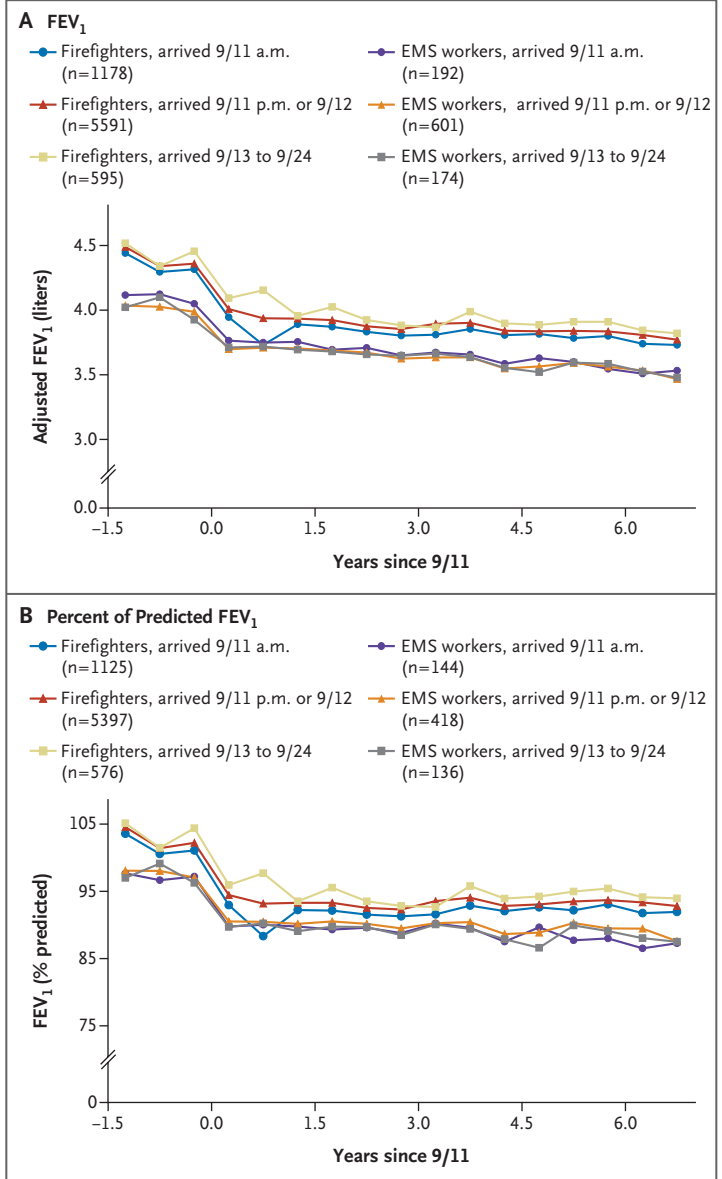 A FEV1
Firefighters, arrived 9/11 a.m.
(n=1178)
EMS workers, arrived 9/11 a.m.
(n=192)
Firefighters, arrived 9/11 p.m. or 9/12
(n=5591)
EMS workers, arrived 9/11 p.m. or 9/12
(n=601)
Firefighters, arrived 9/13 to 9/24
(n=595)
EMS workers, arrived 9/13 to 9/24
(n=174)
Adjusted FEV1 (liters)
4.5
4.0
3.5
3.0
0.0
−1.5 0.0 1.5 3.0 4.5 6.0
Years since 9/11
B Percent of Predicted FEV1
Firefighters, arrived 9/11 a.m.
(n=1125)
EMS workers, arrived 9/11 a.m.
(n=144)
Firefighters, arrived 9/11 p.m. or 9/12
(n=5397)
EMS workers, arrived 9/11 p.m. or 9/12
(n=418)
Firefighters, arrived 9/13 to 9/24
(n=576)
EMS workers, arrived 9/13 to 9/24
(n=136)
FEV1 (% predicted)
105
95
85
75
0
−1.5 0.0 1.5 3.0 4.5 6.0
Years since 9/11